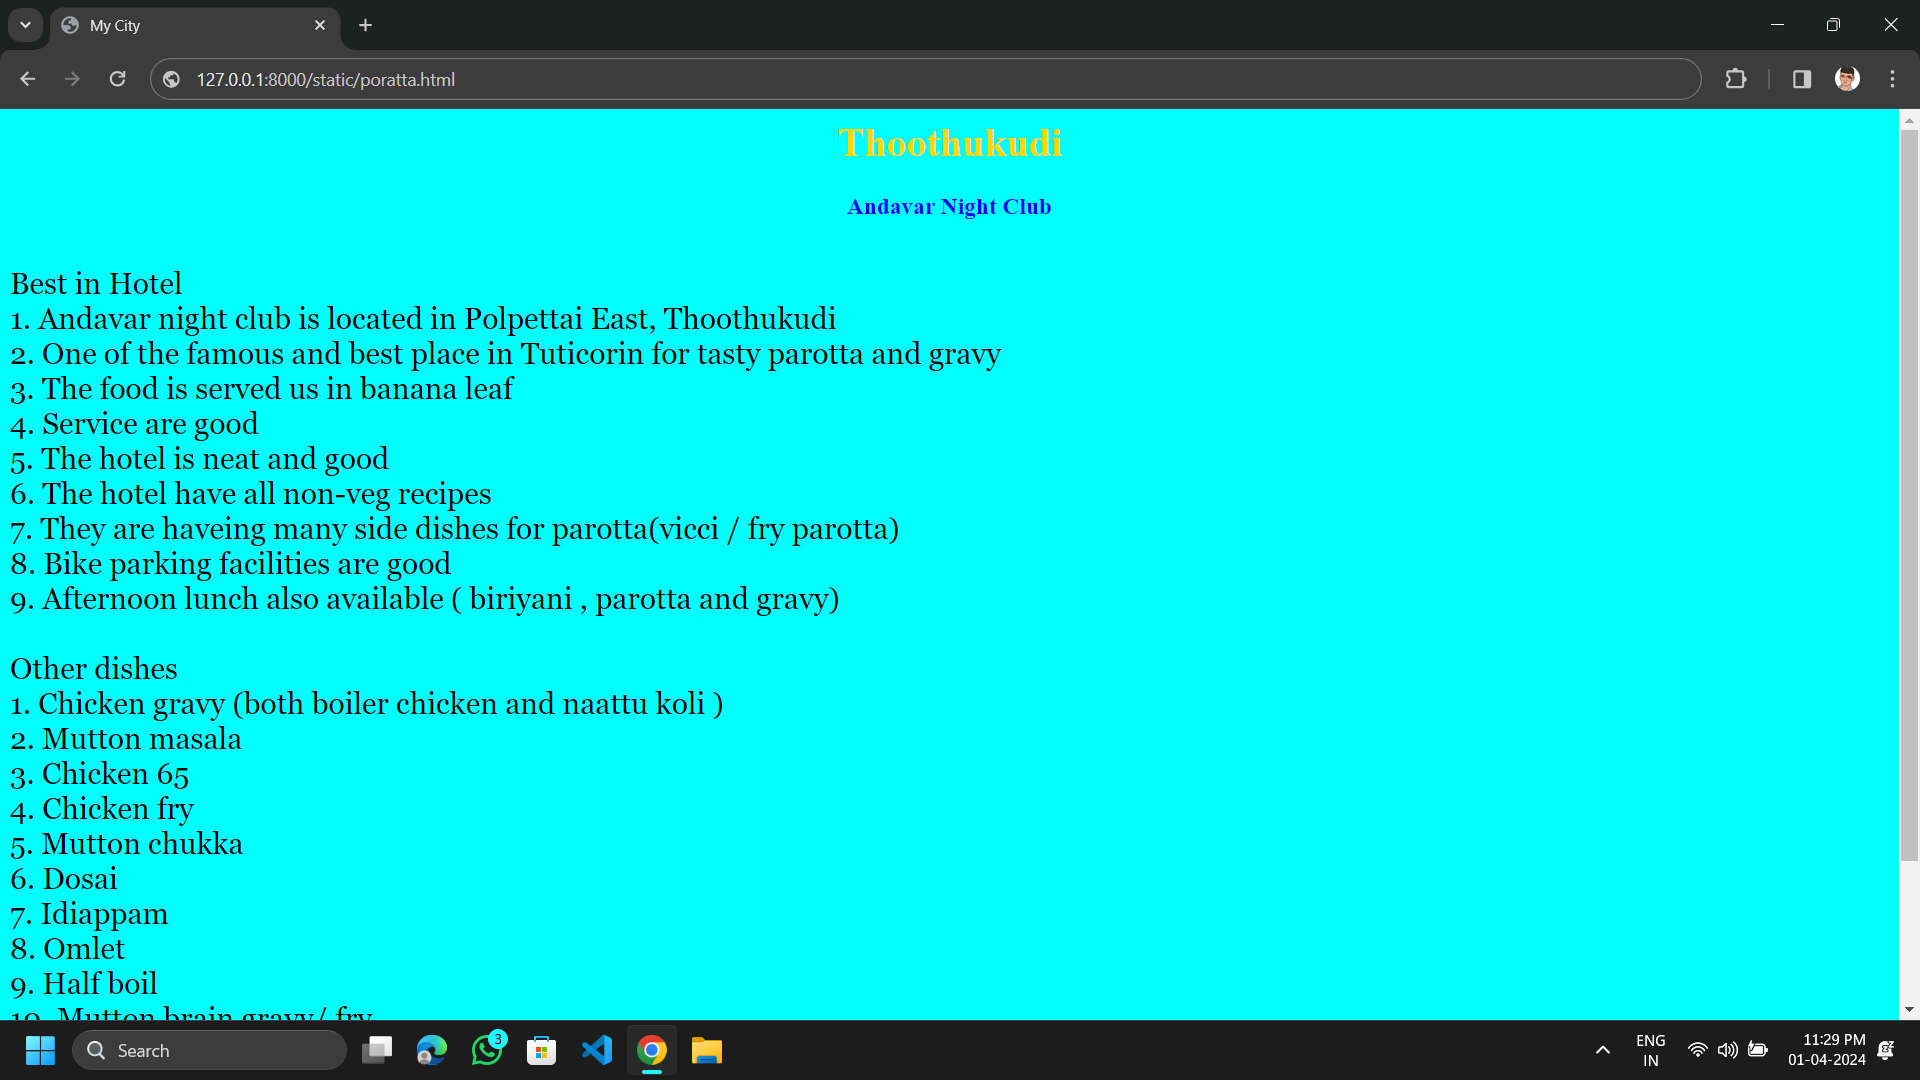 My City
127.0.0.1:8000/static/poratta.html
Thoothukudi
Andavar Night Club
Best in Hotel
1. Andavar night club is located in Polpettai East, Thoothukudi
2. One of the famous and best place in Tuticorin for tasty parotta and gravy
3. The food is served us in banana leaf
4. Service are good
5. The hotel is neat and good
6. The hotel have all non-veg recipes
7. They are haveing many side dishes for parotta(vicci / fry parotta)
8. Bike parking facilities are good
9. Afternoon lunch also available ( biriyani , parotta and gravy)
Other dishes
1. Chicken gravy (both boiler chicken and naattu koli )
2. Mutton masala
3. Chicken 65
4. Chicken fry
5. Mutton chukka
6. Dosai
7. Idiappam
8. Omlet
9. Half boil
10. Mutton brain gravy/ fry
Search
3
ENG
IN
11:29 PM
01-04-2024